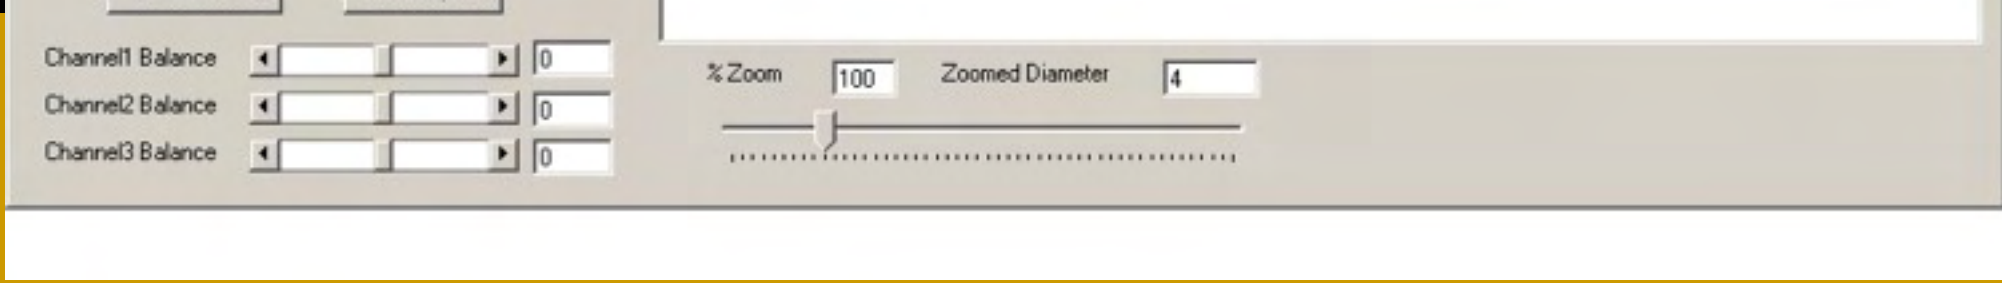 Channel1 Balance 0
% Zoom 100 Zoomed Diameter 4
Channel2 Balance 0
Channel3 Balance 0